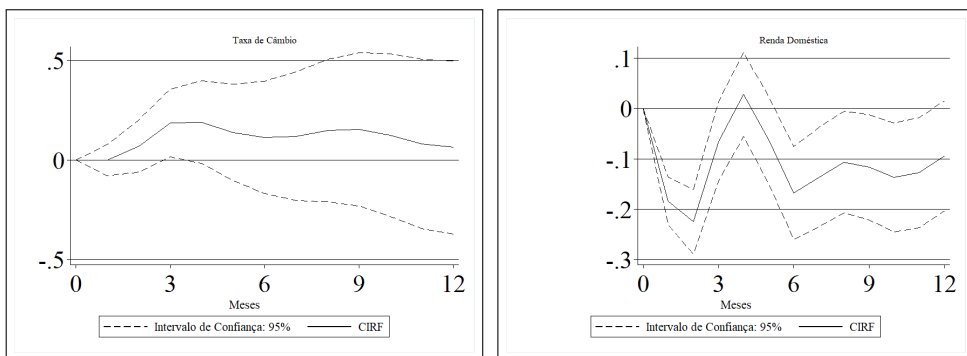 Taxa de Câmbio
.5
0
-.5
0
3
6
9
12
Meses
Intervalo de Confiança: 95%
CIRF
Renda Doméstica
.1
0
-.1
-.2
-.3
0
3
6
9
12
Meses
Intervalo de Confiança: 95%
CIRF